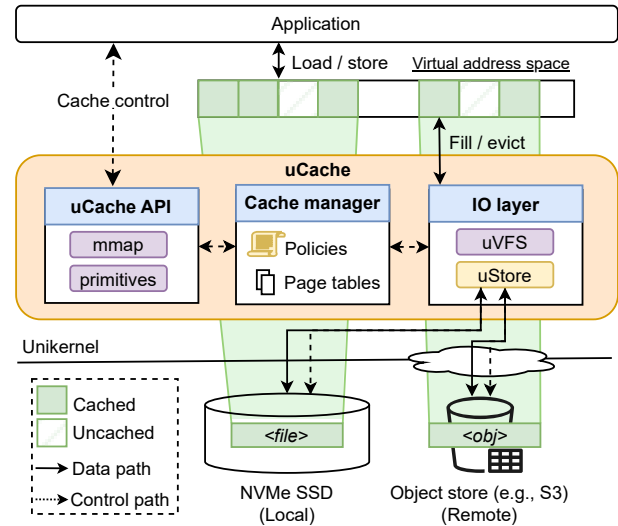 Application
Load / store
Virtual address space
Cache control
Fill / evict
uCache
uCache API
Cache manager
IO layer
mmap
Policies
uVFS
primitives
Page tables
uStore
Unikernel
Cached
Uncached
Data path
Control path
<file>
<obj>
NVMe SSD
(Local)
Object store (e.g., S3)
(Remote)